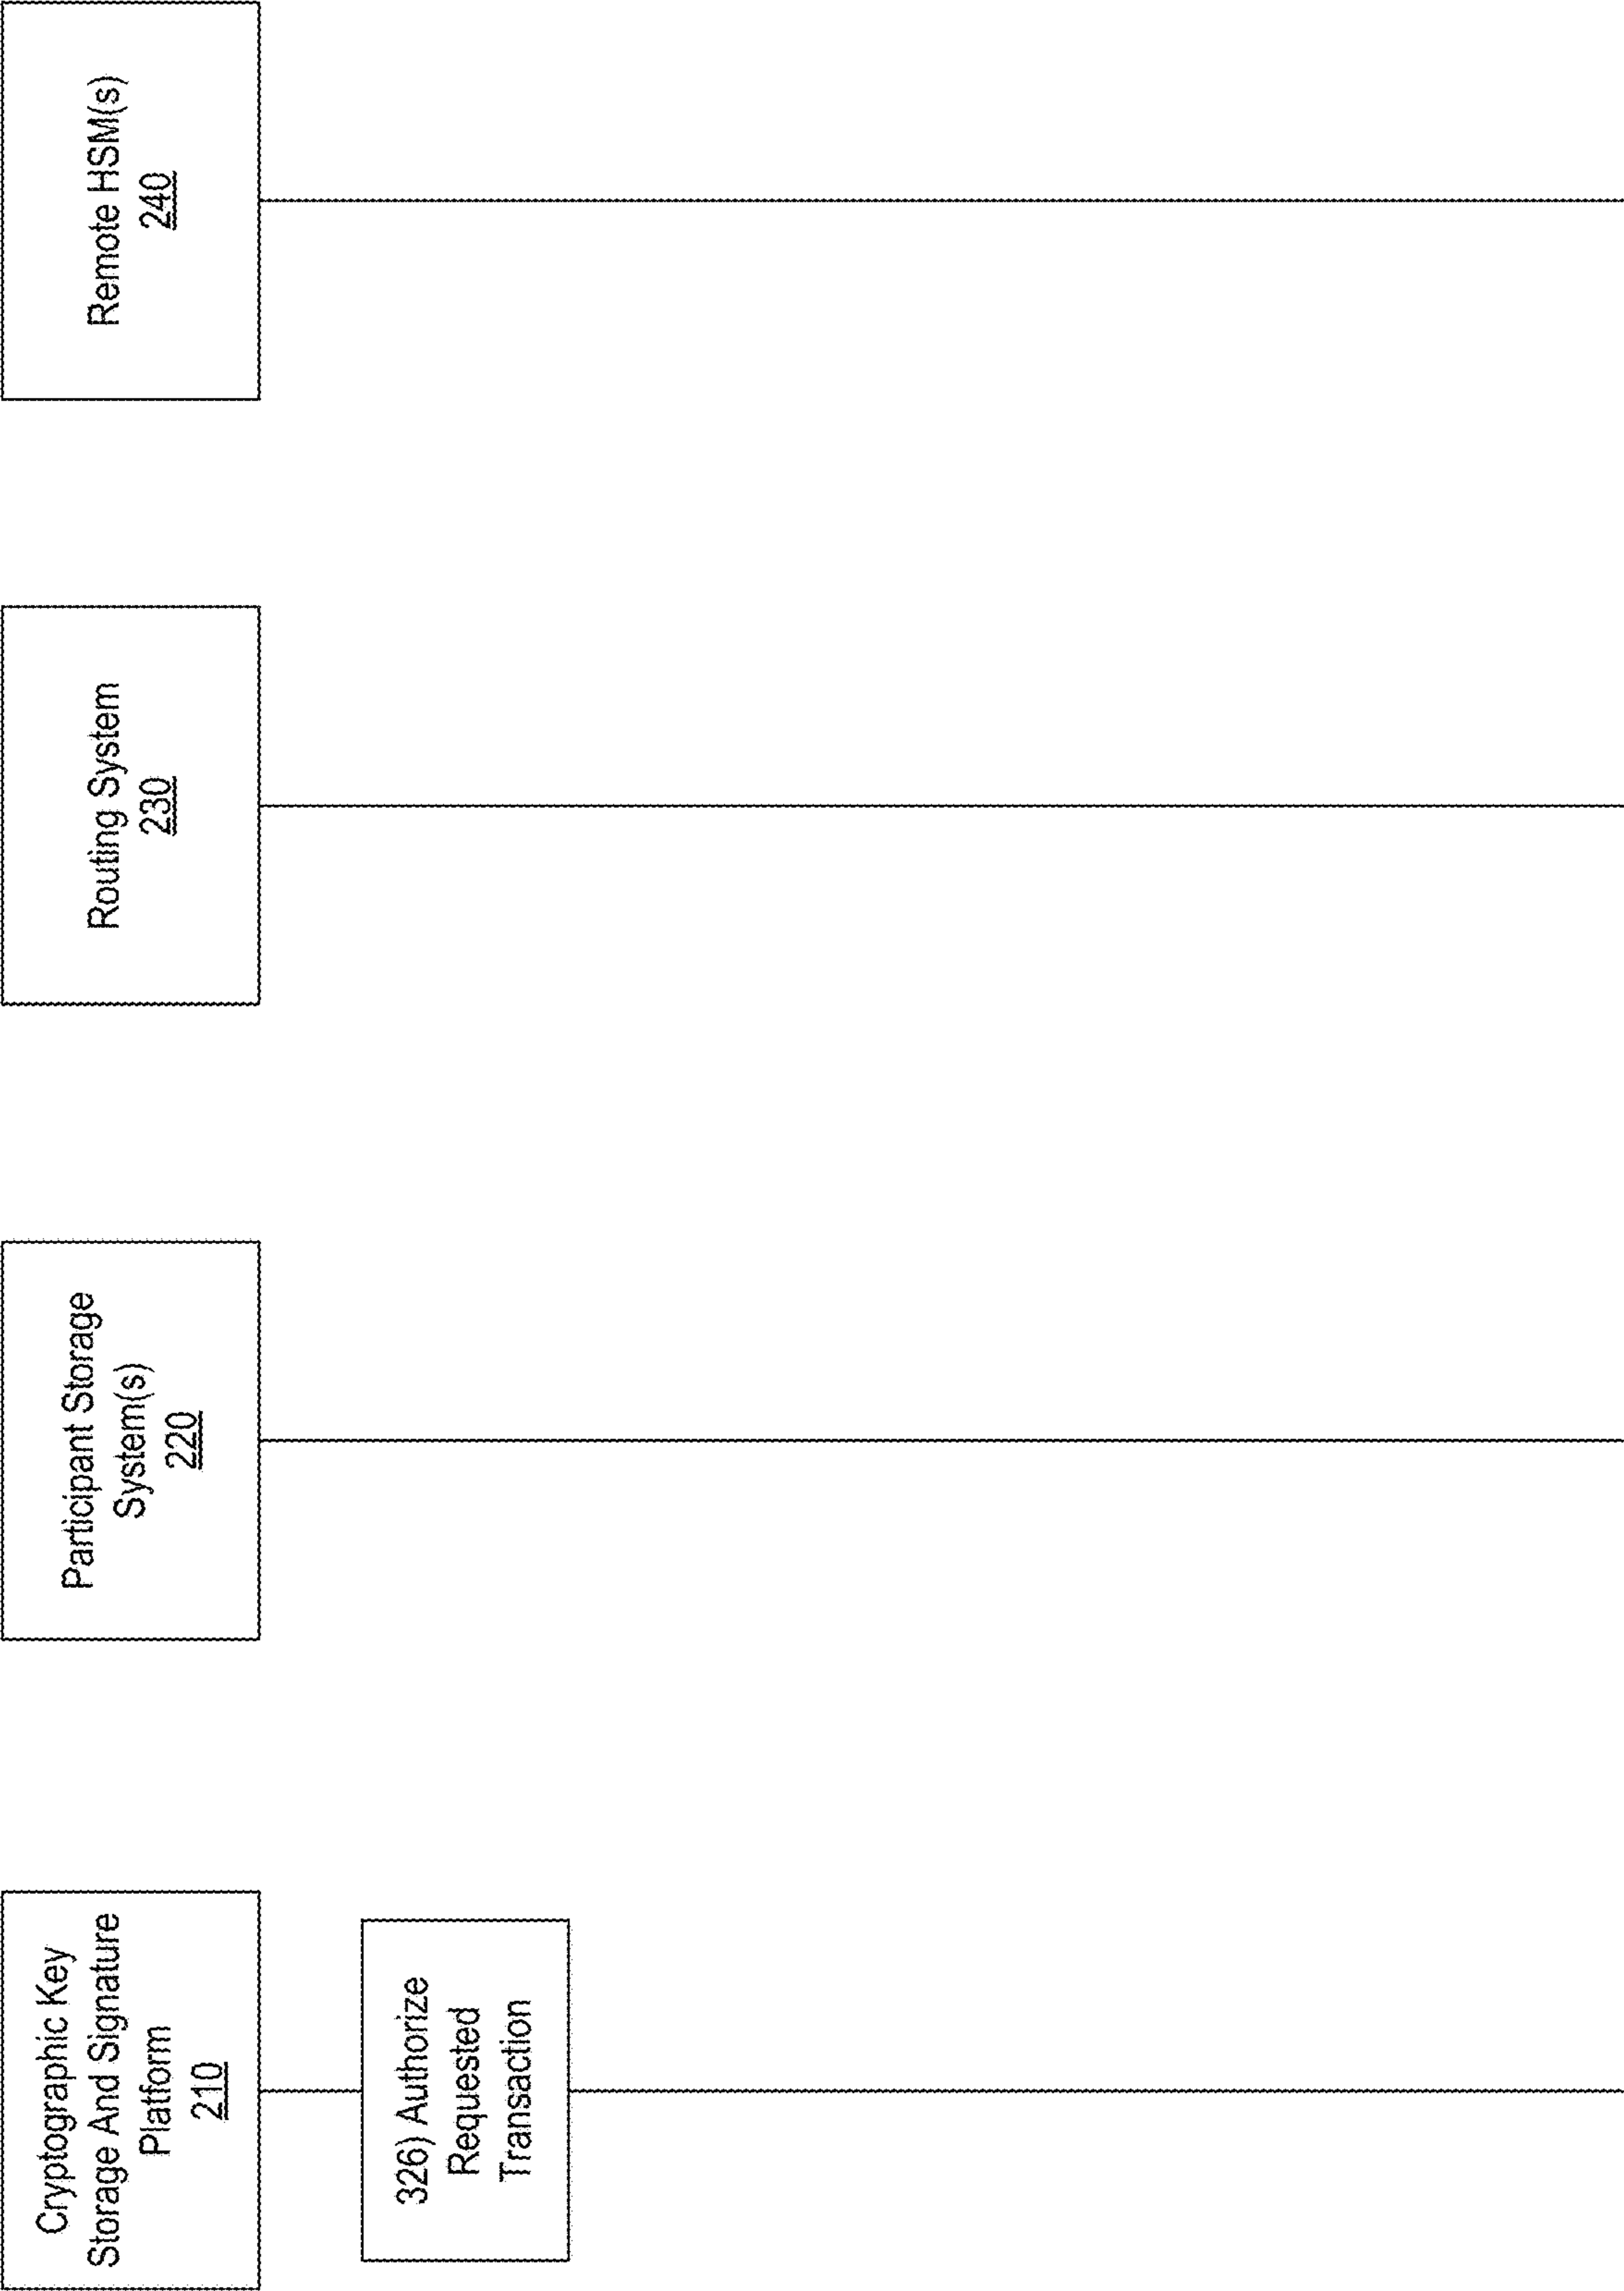 Cryptographic Key
Storage And Signature
Platform
210
Participant Storage
System(s)
220
Routing System
230
Remote HSM(s)
240
326) Authorize
Requested
Transaction